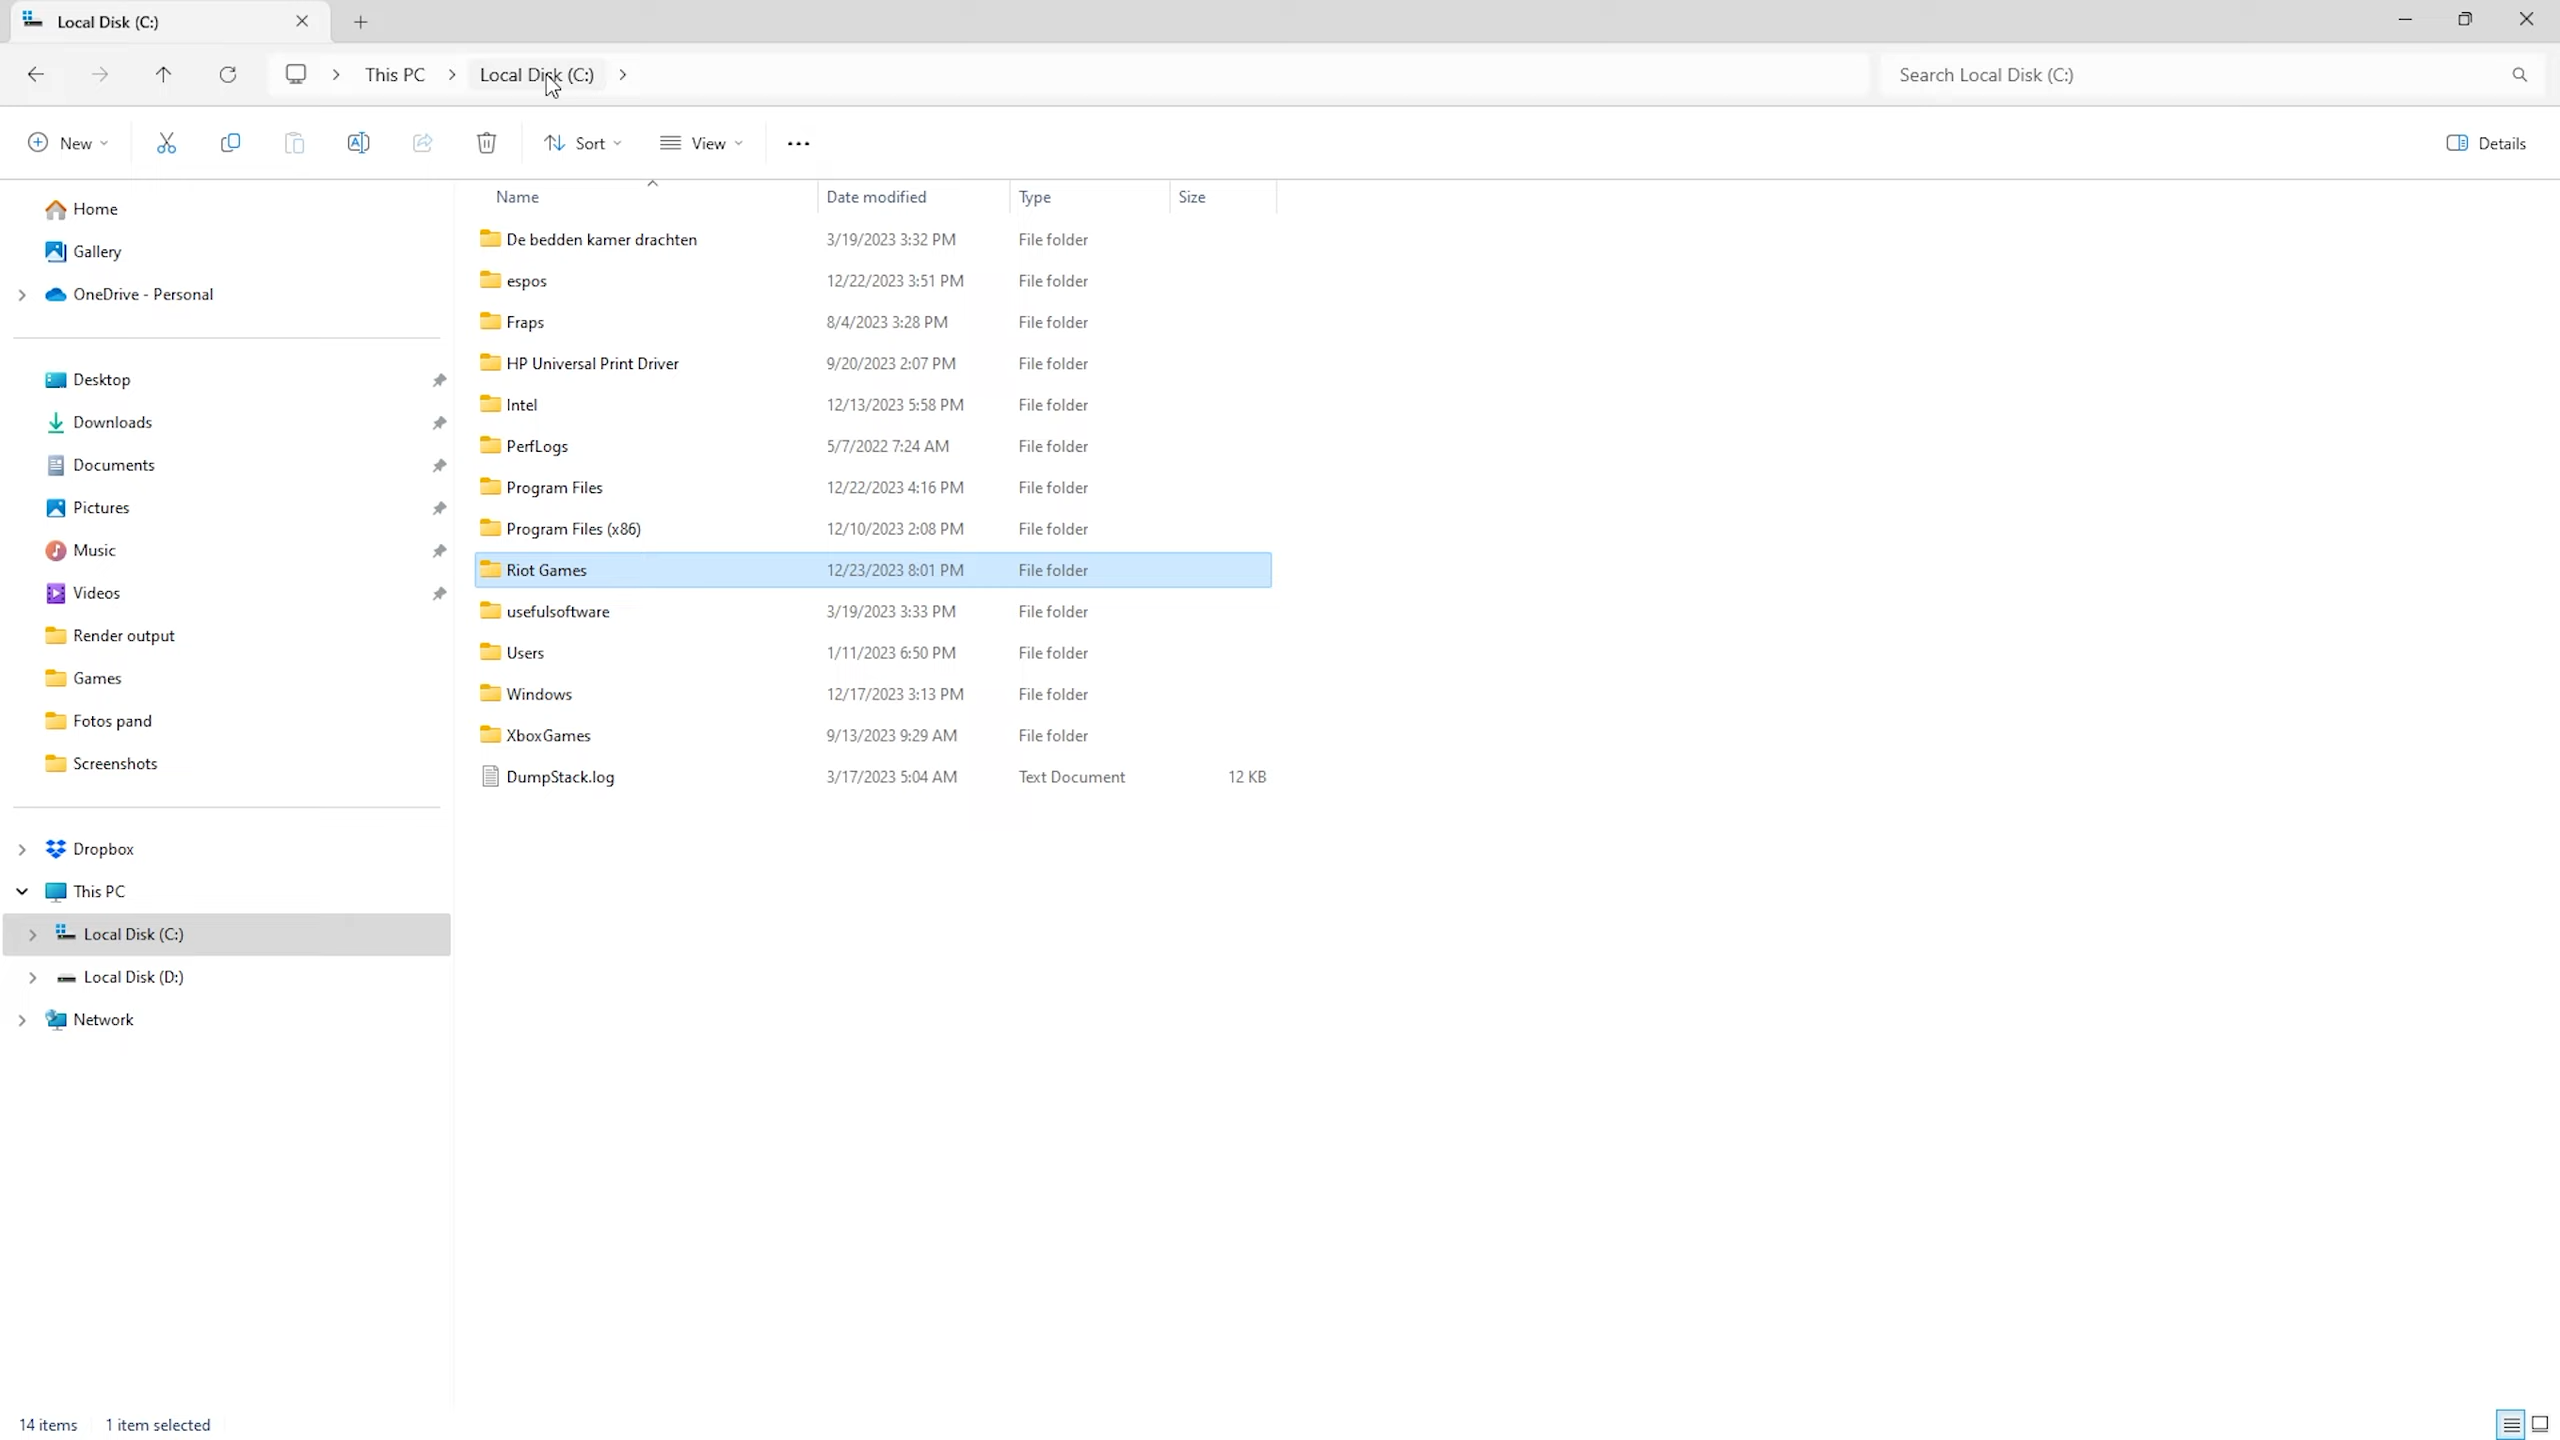 Local Disk (C:)
This PC > Local Disk (C:) >
Search Local Disk (C:)
New
Sort
View
Details
Name Date modified Type Size
Home
Gallery
OneDrive - Personal
Desktop
Downloads
Documents
Pictures
Music
Videos
Render output
Games
Fotos pand
Screenshots
Dropbox
This PC
Local Disk (C:)
Local Disk (D:)
Network
De bedden kamer drachten 3/19/2023 3:32 PM File folder
espos 12/22/2023 3:51 PM File folder
Fraps 8/4/2023 3:28 PM File folder
HP Universal Print Driver 9/20/2023 2:07 PM File folder
Intel 12/13/2023 5:58 PM File folder
PerfLogs 5/7/2022 7:24 AM File folder
Program Files 12/22/2023 4:16 PM File folder
Program Files (x86) 12/10/2023 2:08 PM File folder
Riot Games 12/23/2023 8:01 PM File folder
usefulsoftware 3/19/2023 3:33 PM File folder
Users 1/11/2023 6:50 PM File folder
Windows 12/17/2023 3:13 PM File folder
XboxGames 9/13/2023 9:29 AM File folder
DumpStack.log 3/17/2023 5:04 AM Text Document 12 KB
14 items 1 item selected